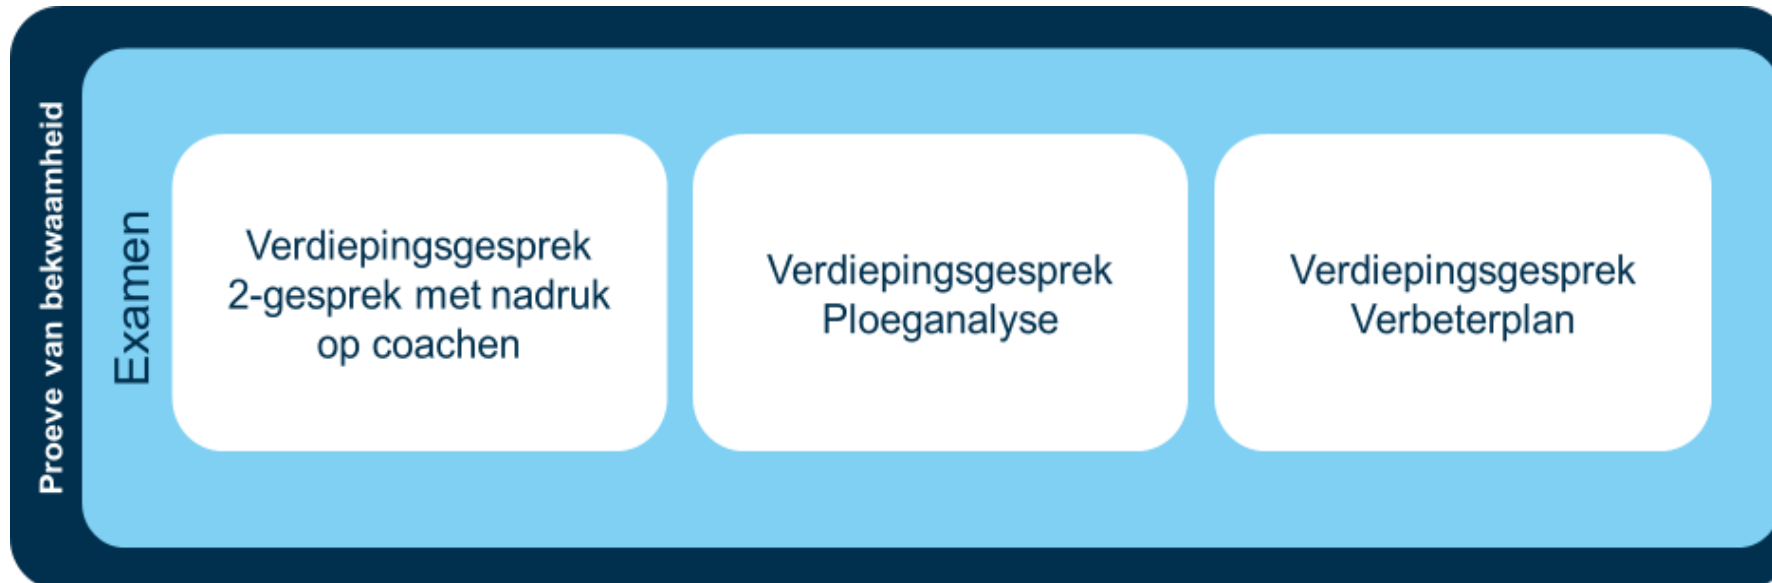 Proeve van bekwaamheid
Examen
Verdiepingsgesprek
2-gesprek met nadruk
op coachen
Verdiepingsgesprek
Ploeganalyse
Verdiepingsgesprek
Verbeterplan